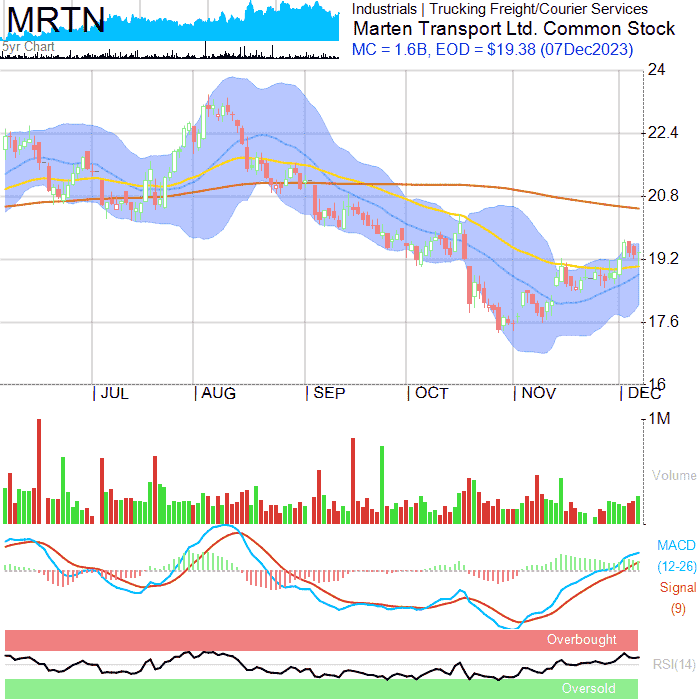 MRTN
5yr Chart
Industrials | Trucking Freight/Courier Services
Marten Transport Ltd. Common Stock
MC = 1.6B, EOD = $19.38 (07Dec2023)
24
22.4
20.8
19.2
17.6
16
| JUL | AUG | SEP | OCT | NOV | DEC
1M
Volume
MACD
(12-26)
Signal
(9)
Overbought
RSI(14)
Oversold